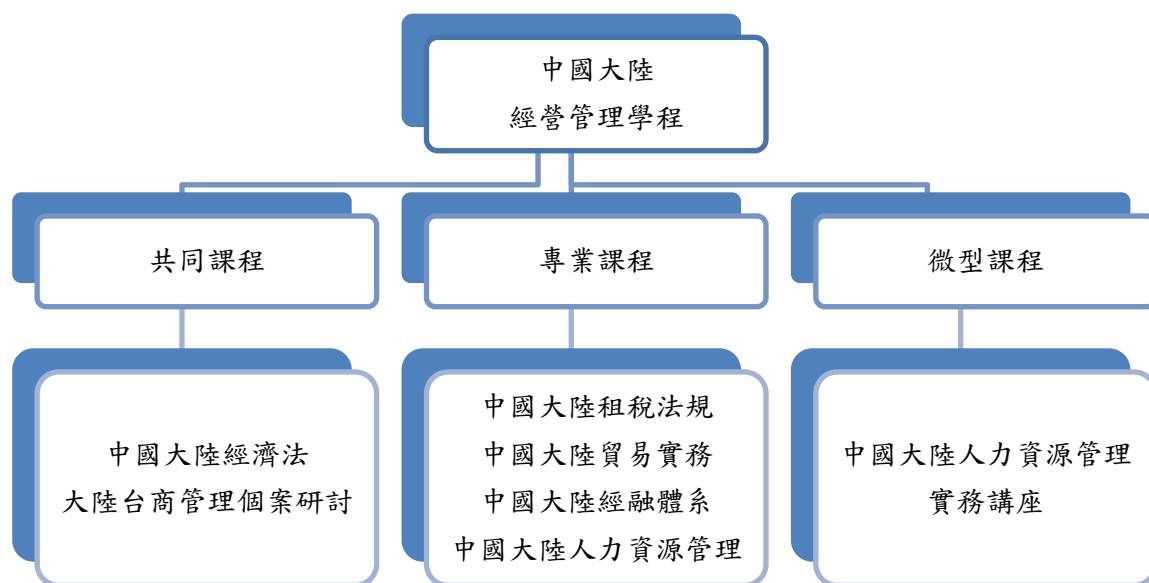 中國大陸
經營管理學程
共同課程
專業課程
微型課程
中國大陸經濟法
大陸台商管理個案研討
中國大陸租稅法規
中國大陸貿易實務
中國大陸經融體系
中國大陸人力資源管理
中國大陸人力資源管理
實務講座